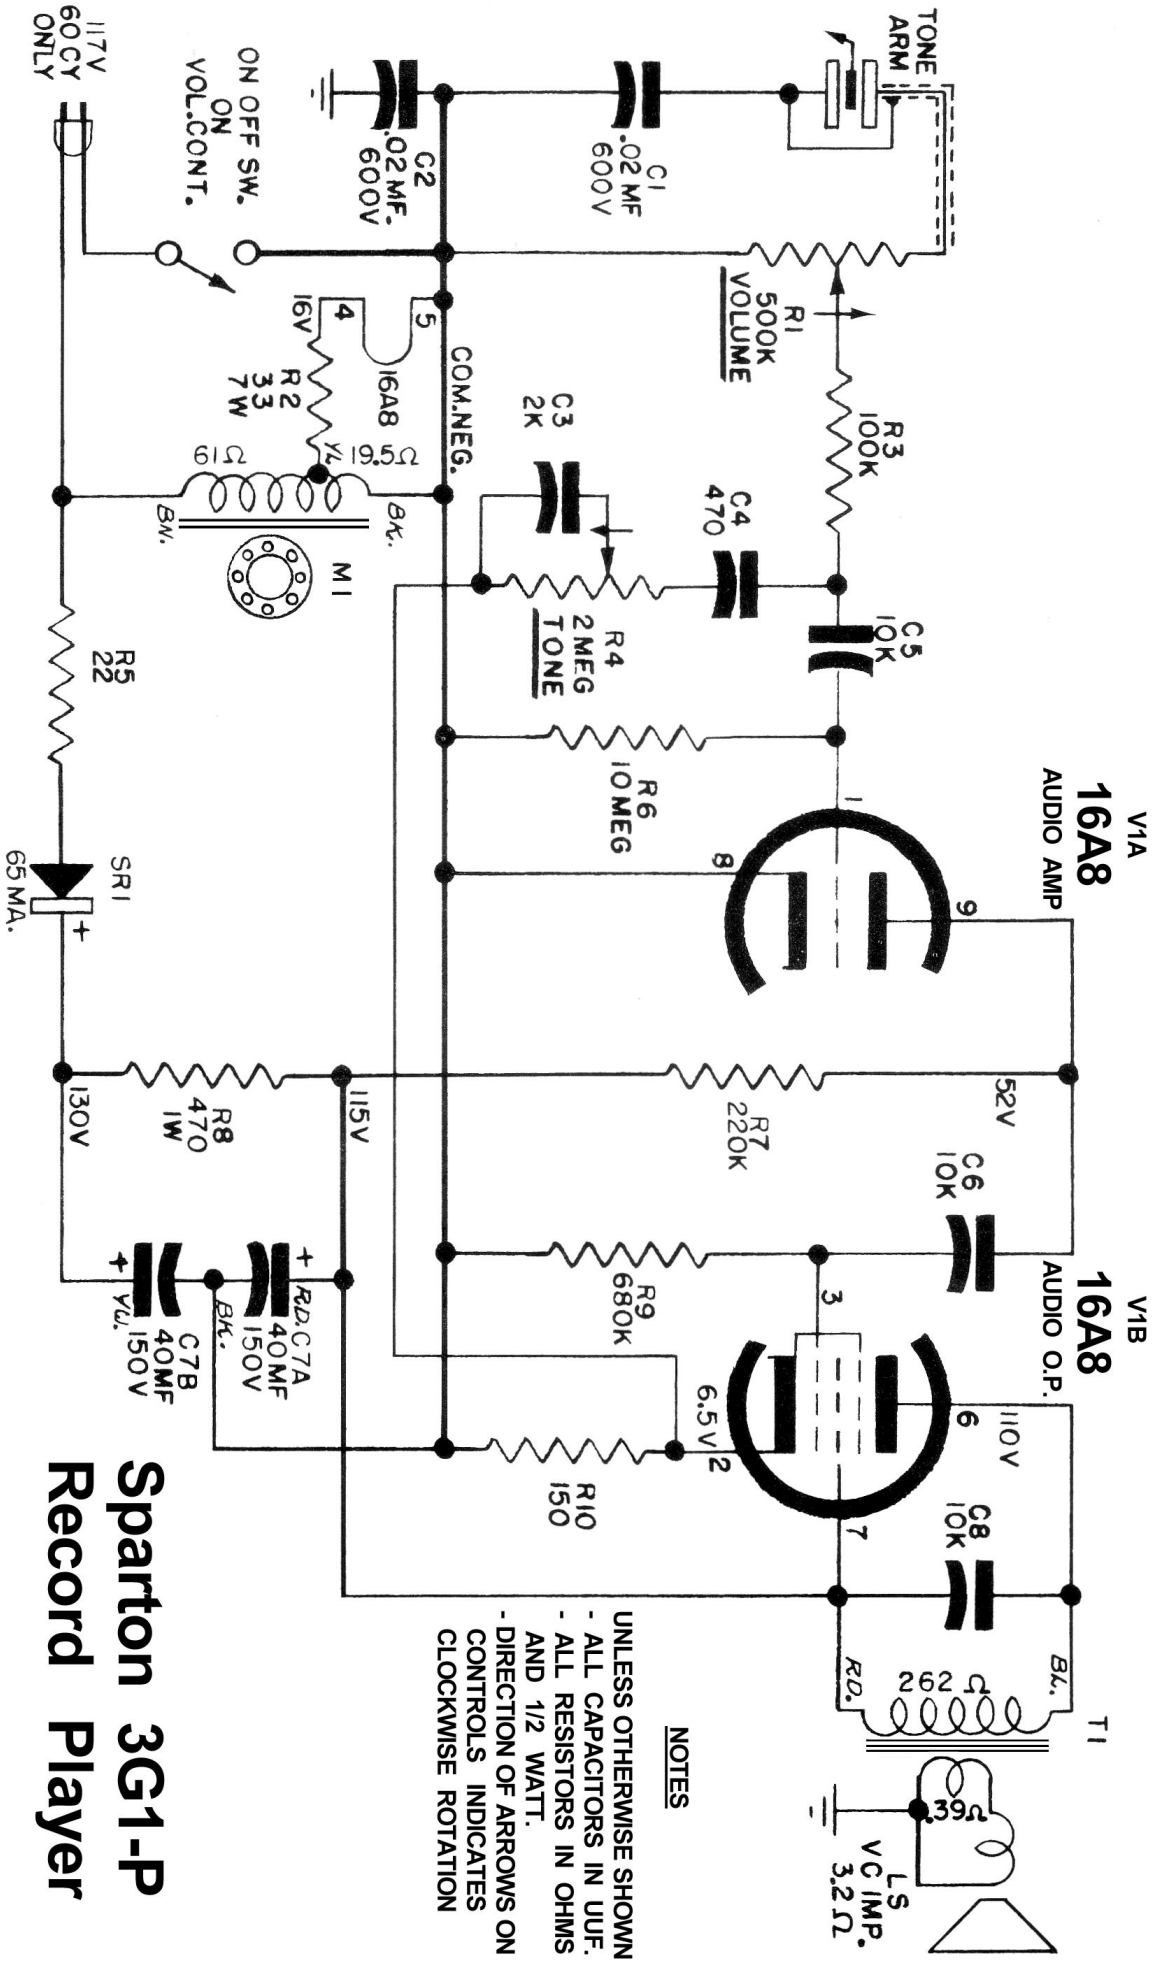 V1A
16A8
AUDIO AMP
V1B
16A8
AUDIO O.P.
TONE
ARM
C1
.02 MF
600V
C2
.02 MF.
600V
R1
500K
VOLUME
R3
100K
C5
10K
C4
470
C3
2K
R4
2 MEG
TONE
R6
10 MEG
1
8
9
52V
R7
220K
C6
10K
R9
680K
3
6
110V
6.5V
2
7
R10
150
C8
10K
BL.
RD.
262 Ω
T1
.39Ω
LS
VC IMP.
3.2 Ω
COM.NEG.
5
4
16A8
16V
R2
33
7W
61Ω
YL
19.5Ω
BK.
BN.
M1
ON OFF SW.
ON
VOL.CONT.
117V
60 CY
ONLY
R5
22
SR1
+
65 MA.
130V
R8
470
1W
115V
+
RD.
C7A
40 MF
150V
BK.
C7B
40 MF
150V
+
YL.
NOTES
UNLESS OTHERWISE SHOWN
- ALL CAPACITORS IN UUF.
- ALL RESISTORS IN OHMS
AND 1/2 WATT.
- DIRECTION OF ARROWS ON
CONTROLS INDICATES
CLOCKWISE ROTATION
Sparton 3G1-P
Record Player